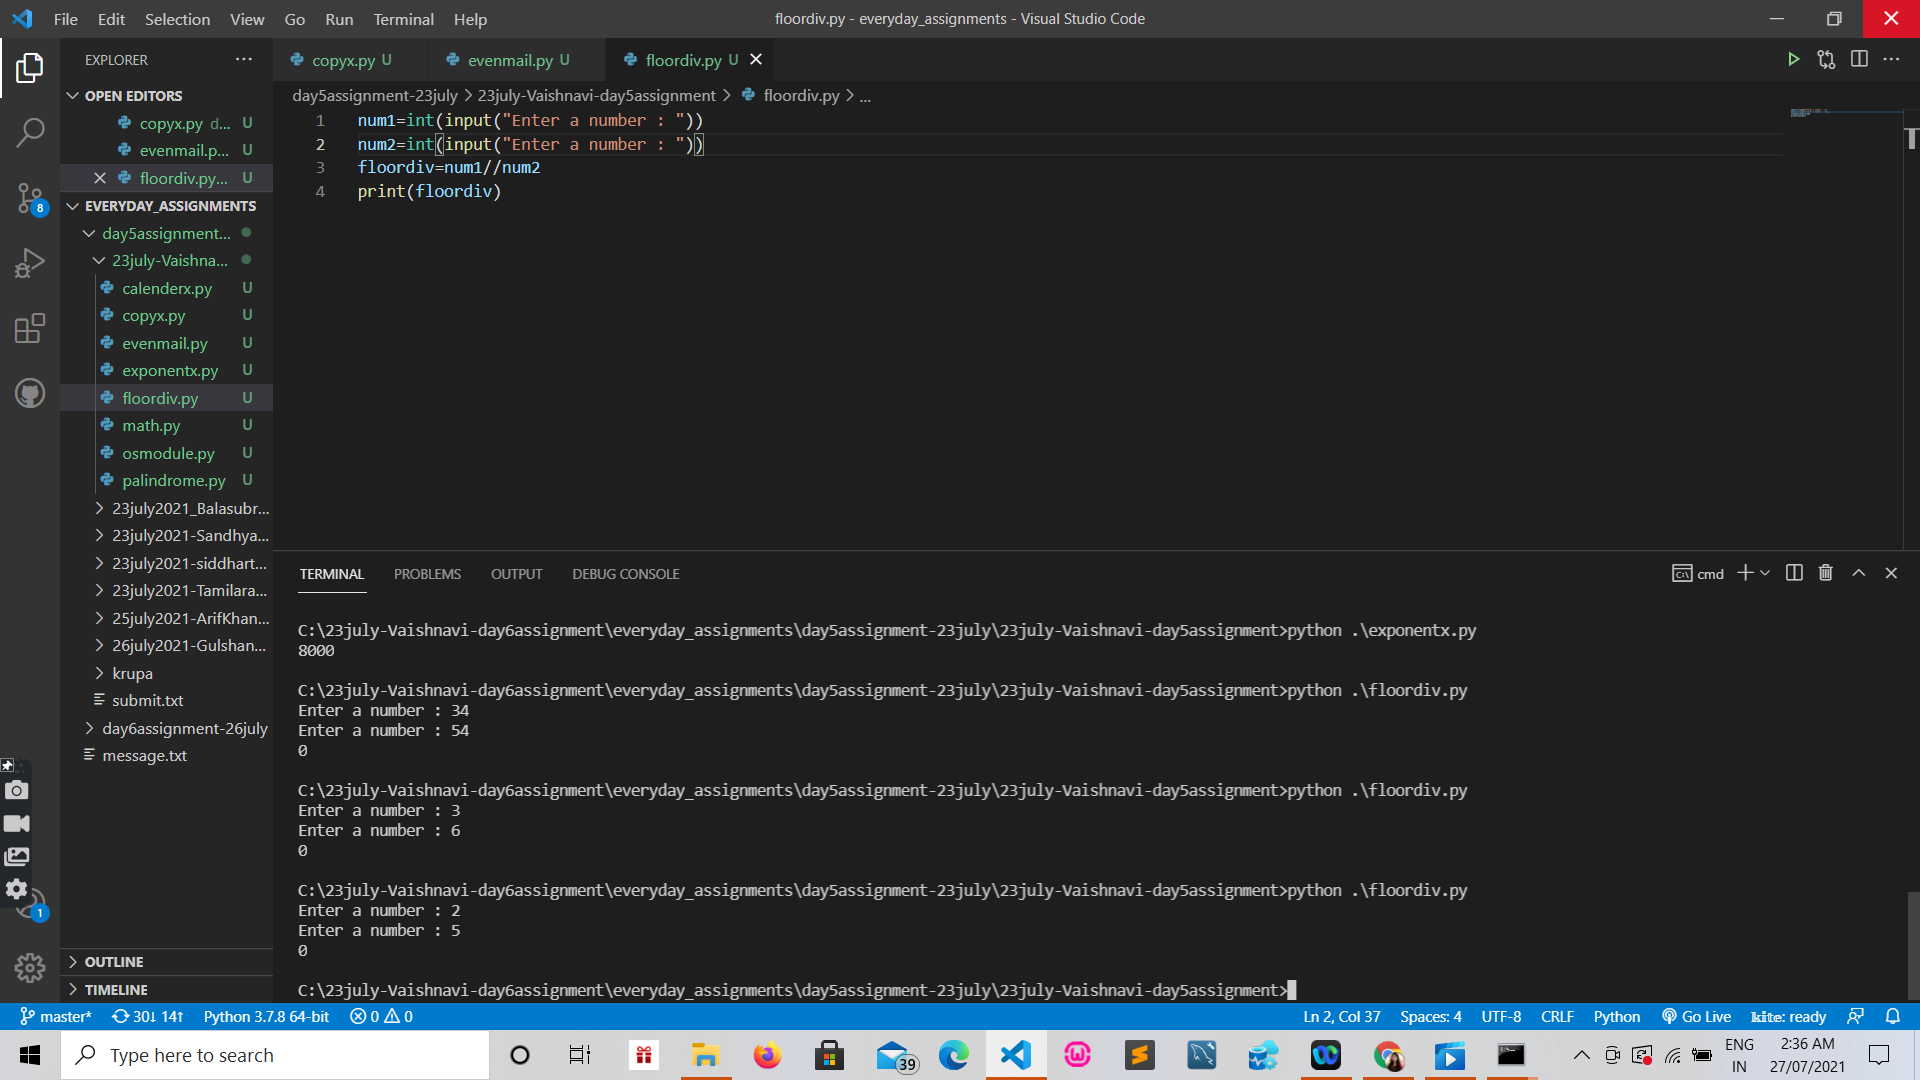 File Edit Selection View Go Run Terminal Help
floordiv.py - everyday_assignments - Visual Studio Code
EXPLORER
OPEN EDITORS
copyx.py d... U
evenmail.p... U
floordiv.py... U
EVERYDAY_ASSIGNMENTS
day5assignment...
23july-Vaishna...
calenderx.py U
copyx.py U
evenmail.py U
exponentx.py U
floordiv.py U
math.py U
osmodule.py U
palindrome.py U
23july2021_Balasubr...
23july2021-Sandhya...
23july2021-siddhart...
23july2021-Tamilara...
25july2021-ArifKhan...
26july2021-Gulshan...
krupa
submit.txt
day6assignment-26july
message.txt
OUTLINE
TIMELINE
8
1
copyx.py U
evenmail.py U
floordiv.py U
day5assignment-23july > 23july-Vaishnavi-day5assignment > floordiv.py > ...
1 num1=int(input("Enter a number : "))
2 num2=int(input("Enter a number : "))
3 floordiv=num1//num2
4 print(floordiv)
TERMINAL PROBLEMS OUTPUT DEBUG CONSOLE
cmd
C:\23july-Vaishnavi-day6assignment\everyday_assignments\day5assignment-23july\23july-Vaishnavi-day5assignment>python .\exponentx.py
8000
C:\23july-Vaishnavi-day6assignment\everyday_assignments\day5assignment-23july\23july-Vaishnavi-day5assignment>python .\floordiv.py
Enter a number : 34
Enter a number : 54
0
C:\23july-Vaishnavi-day6assignment\everyday_assignments\day5assignment-23july\23july-Vaishnavi-day5assignment>python .\floordiv.py
Enter a number : 3
Enter a number : 6
0
C:\23july-Vaishnavi-day6assignment\everyday_assignments\day5assignment-23july\23july-Vaishnavi-day5assignment>python .\floordiv.py
Enter a number : 2
Enter a number : 5
0
C:\23july-Vaishnavi-day6assignment\everyday_assignments\day5assignment-23july\23july-Vaishnavi-day5assignment>
master* 30↓ 14↑ Python 3.7.8 64-bit 0 0
Ln 2, Col 37 Spaces: 4 UTF-8 CRLF Python Go Live kite: ready
Type here to search
39
ENG
IN
2:36 AM
27/07/2021